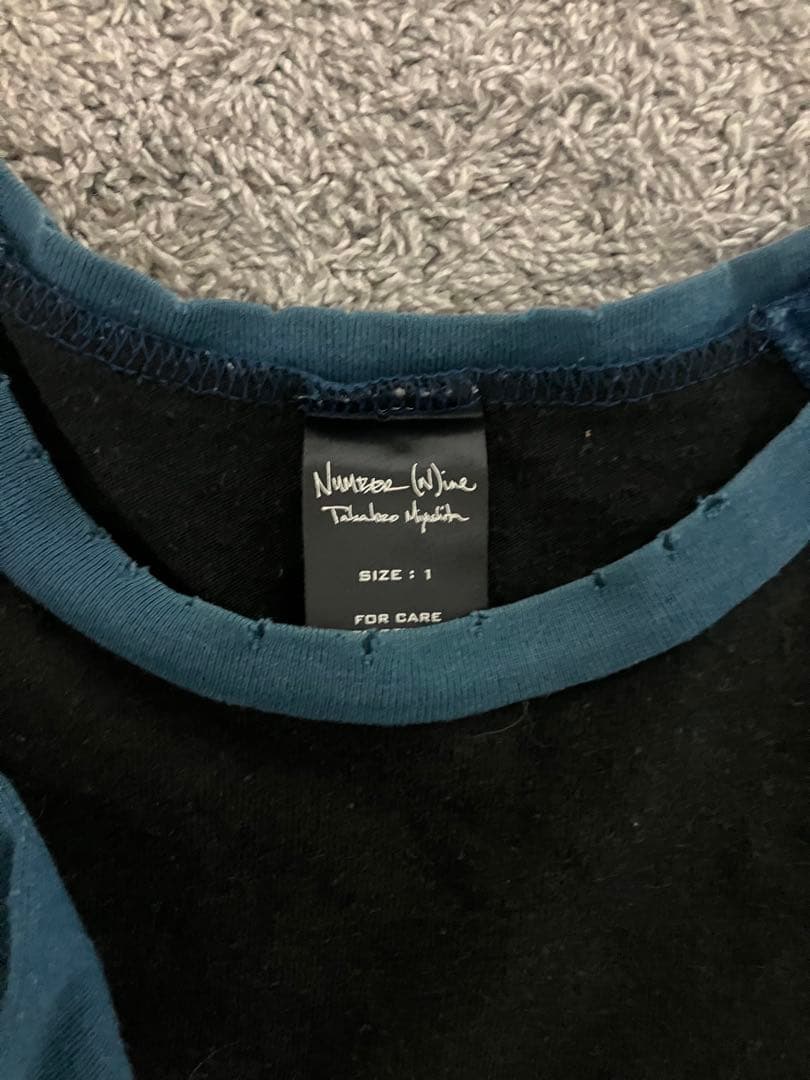 NUMBER (N)ine
Takahiro Miyashita
SIZE : 1
FOR CARE